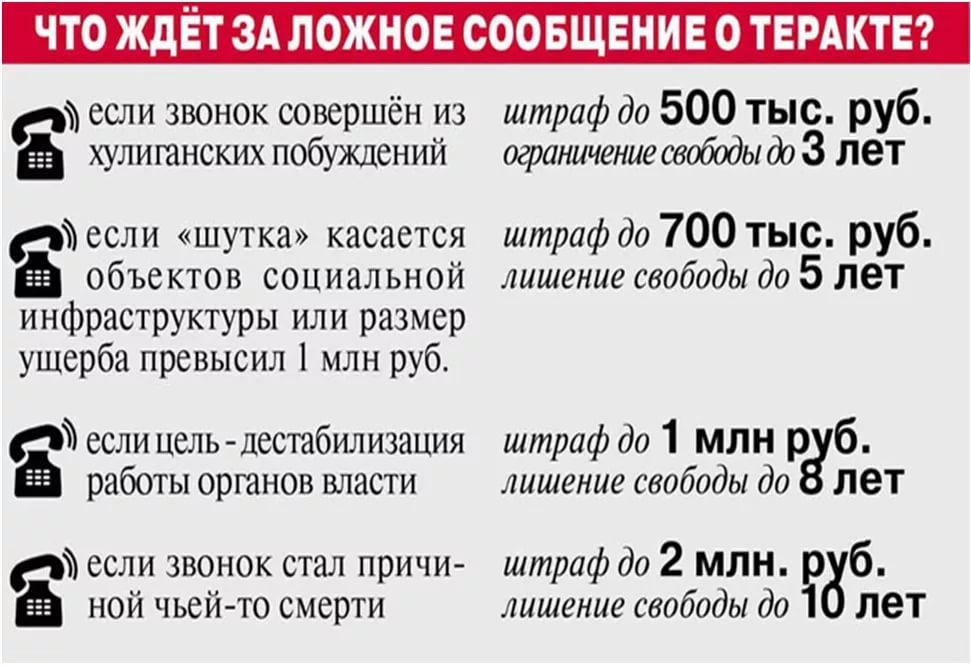 ЧТО ЖДЁТ ЗА ЛОЖНОЕ СООБЩЕНИЕ О ТЕРАКТЕ?
если звонок совершён из
хулиганских побуждений
штраф до 500 тыс. руб.
ограничение свободы до 3 лет
если «шутка» касается
объектов социальной
инфраструктуры или размер
ущерба превысил 1 млн руб.
штраф до 700 тыс. руб.
лишение свободы до 5 лет
если цель - дестабилизация
работы органов власти
штраф до 1 млн руб.
лишение свободы до 8 лет
если звонок стал причи-
ной чьей-то смерти
штраф до 2 млн. руб.
лишение свободы до 10 лет